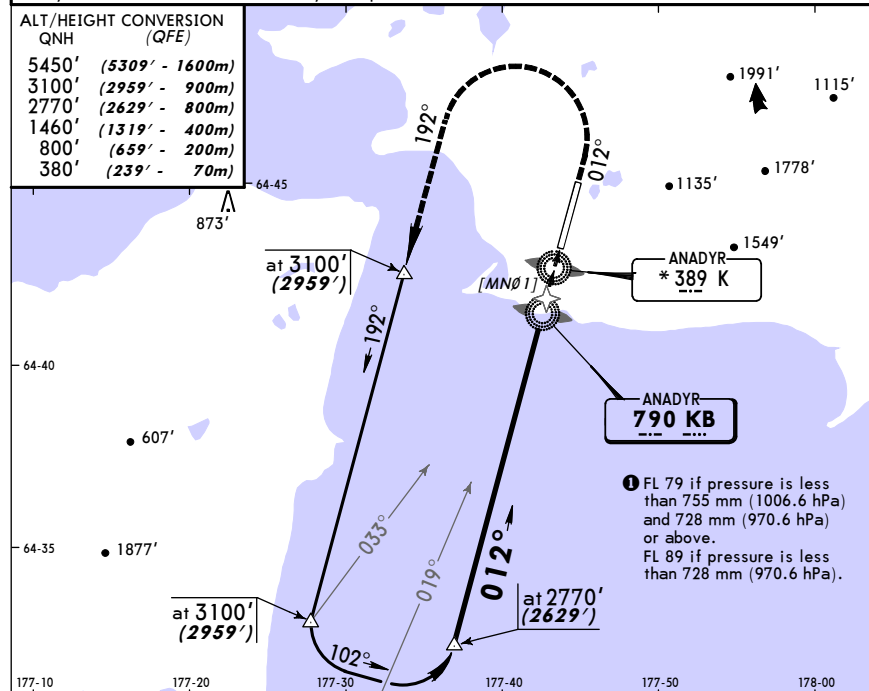 ALT/HEIGHT CONVERSION
QNH (QFE)
5450' (5309' - 1600m)
3100' (2959' - 900m)
2770' (2629' - 800m)
1460' (1319' - 400m)
800' (659' - 200m)
380' (239' - 70m)
192°
012°
1991'
1115'
1135'
1778'
1549'
64-45
873'
at 3100'
(2959')
[MNØ1]
ANADYR
* 389 K
192°
64-40
ANADYR
790 KB
607'
❶ FL 79 if pressure is less
than 755 mm (1006.6 hPa)
and 728 mm (970.6 hPa)
or above.
FL 89 if pressure is less
than 728 mm (970.6 hPa).
033°
019°
012°
64-35
1877'
at 3100'
(2959')
at 2770'
(2629')
102°
177-10 177-20 177-30 177-40 177-50 178-00